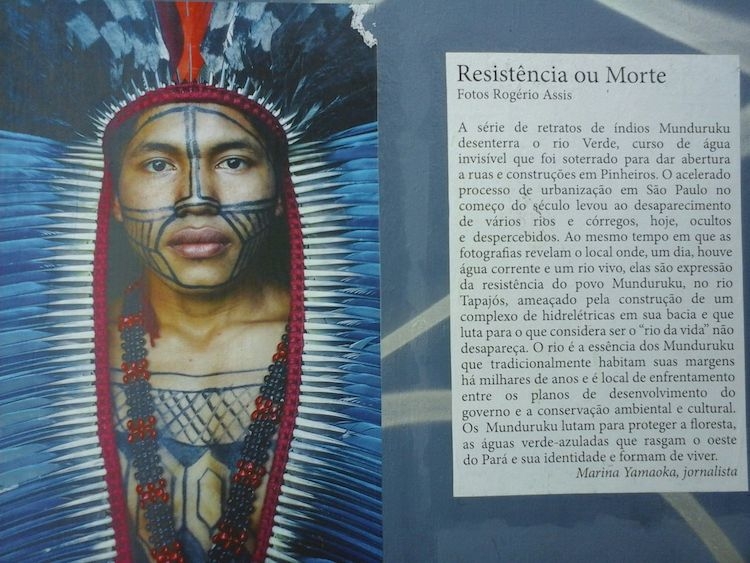 Resistência ou Morte
Fotos Rogério Assis
A série de retratos de índios Munduruku
desenterra o rio Verde, curso de água
invisível que foi soterrado para dar abertura
a ruas e construções em Pinheiros. O acelerado
processo de urbanização em São Paulo no
começo do século levou ao desaparecimento
de vários rios e córregos, hoje, ocultos
e despercebidos. Ao mesmo tempo em que as
fotografias revelam o local onde, um dia, houve
água corrente e um rio vivo, elas são expressão
da resistência do povo Munduruku, no rio
Tapajós, ameaçado pela construção de um
complexo de hidrelétricas em sua bacia e que
luta para o que considera ser o “rio da vida” não
desapareça. O rio é a essência dos Munduruku
que tradicionalmente habitam suas margens
há milhares de anos e é local de enfrentamento
entre os planos de desenvolvimento do
governo e a conservação ambiental e cultural.
Os Munduruku lutam para proteger a floresta,
as águas verde-azuladas que rasgam o oeste
do Pará e sua identidade e formam de viver.
Marina Yamaoka, jornalista